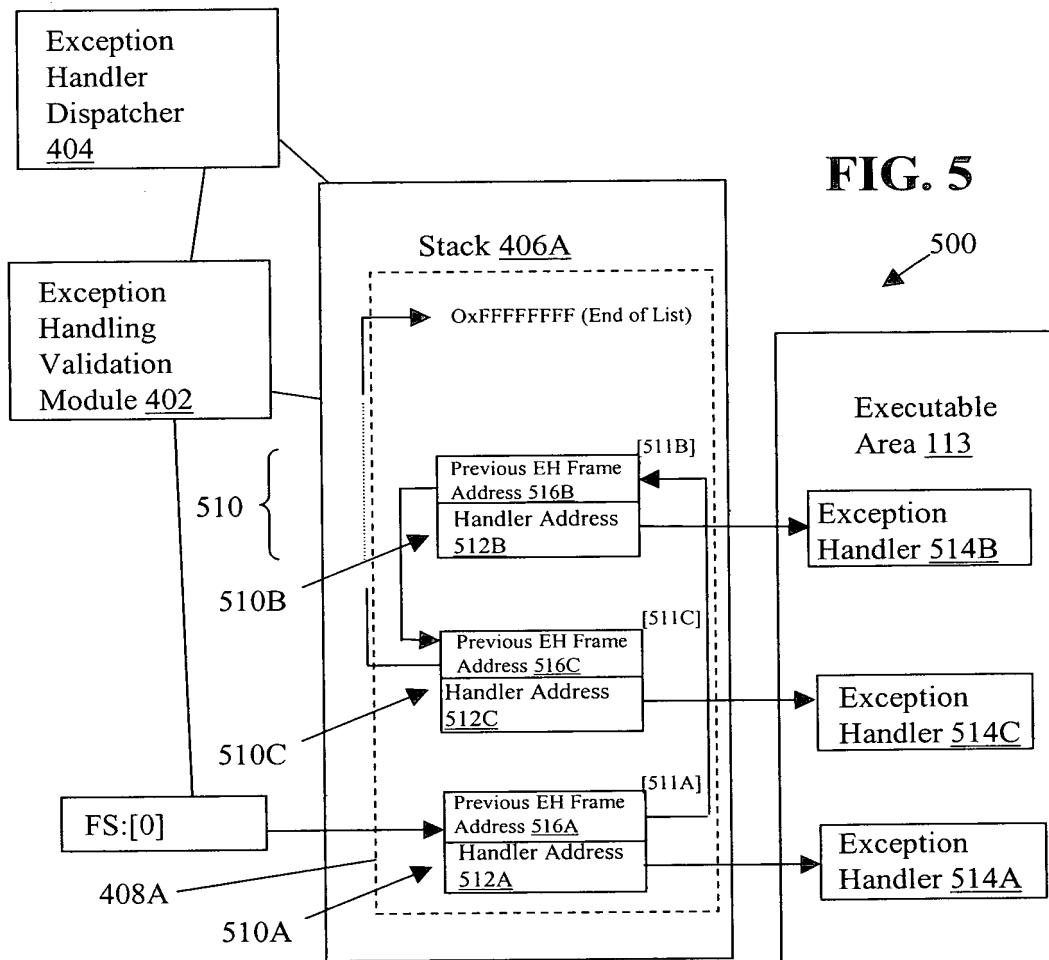 Exception
Handler
Dispatcher
404
FIG. 5
500
Stack 406A
Exception
Handling
Validation
Module 402
OxFFFFFFFF (End of List)
Executable
Area 113
510
[511B]
Previous EH Frame
Address 516B
Handler Address
512B
Exception
Handler 514B
510B
[511C]
Previous EH Frame
Address 516C
Handler Address
512C
Exception
Handler 514C
510C
[511A]
FS:[0]
Previous EH Frame
Address 516A
Handler Address
512A
Exception
Handler 514A
408A
510A